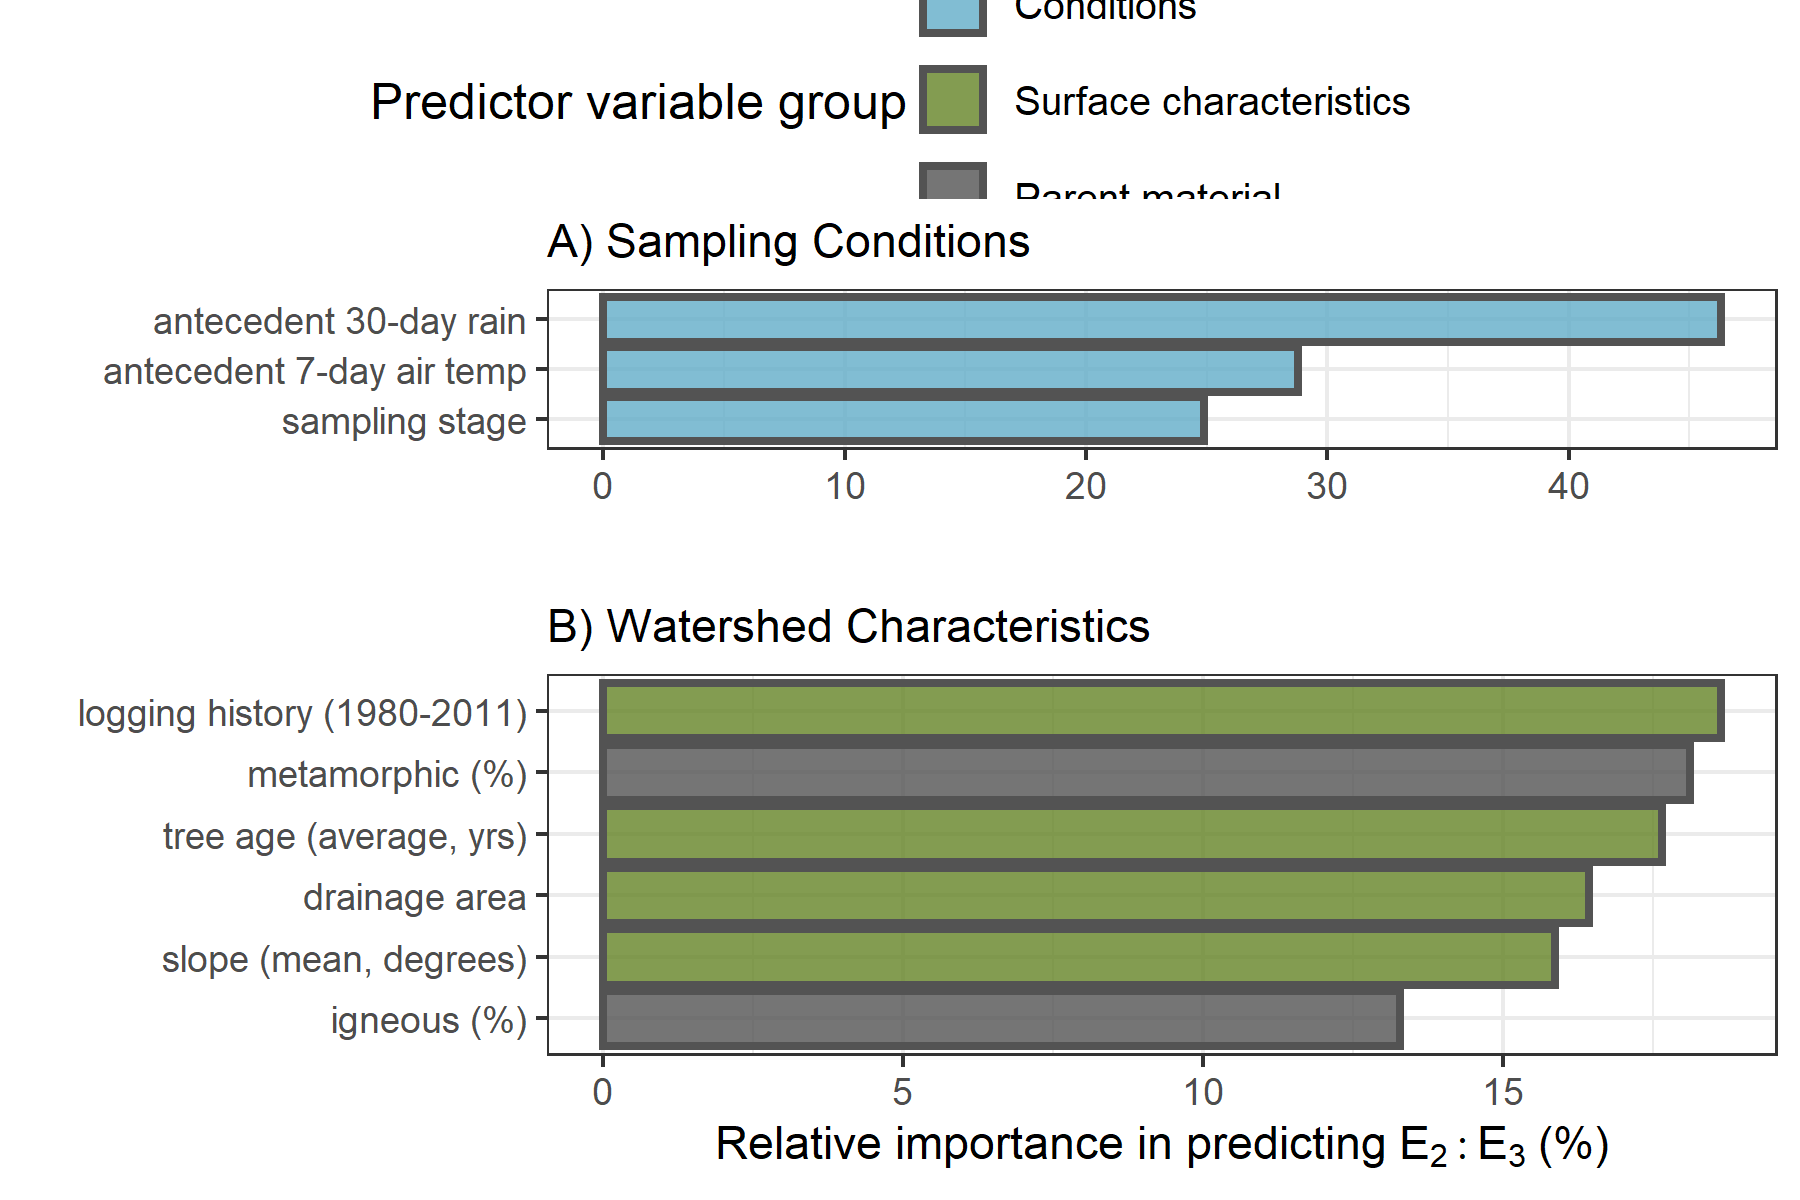 Conditions
Predictor variable group
Surface characteristics
Parent material
A) Sampling Conditions
antecedent 30-day rain
antecedent 7-day air temp
sampling stage
0 10 20 30 40
B) Watershed Characteristics
logging history (1980-2011)
metamorphic (%)
tree age (average, yrs)
drainage area
slope (mean, degrees)
igneous (%)
0 5 10 15
Relative importance in predicting E₂ : E₃ (%)